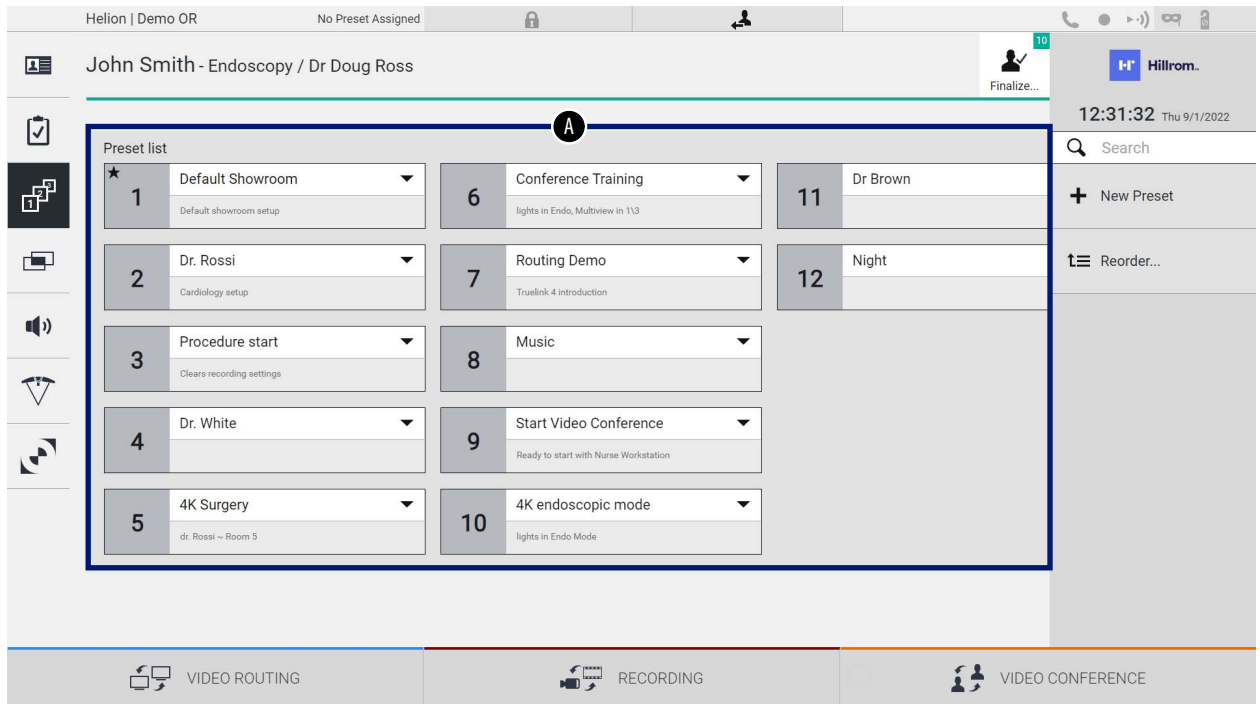 Helion | Demo OR
No Preset Assigned
John Smith - Endoscopy / Dr Doug Ross
10
Finalize...
Hillrom™
12:31:32 Thu 9/1/2022
A
Search
New Preset
Reorder...
Preset list
1
Default Showroom
Default showroom setup
2
Dr. Rossi
Cardiology setup
3
Procedure start
Clears recording settings
4
Dr. White
5
4K Surgery
dr. Rossi ~ Room 5
6
Conference Training
lights in Endo, Multiview in 1\3
7
Routing Demo
Truelink 4 introduction
8
Music
9
Start Video Conference
Ready to start with Nurse Workstation
10
4K endoscopic mode
lights in Endo Mode
11
Dr Brown
12
Night
1 2 3
VIDEO ROUTING
RECORDING
VIDEO CONFERENCE